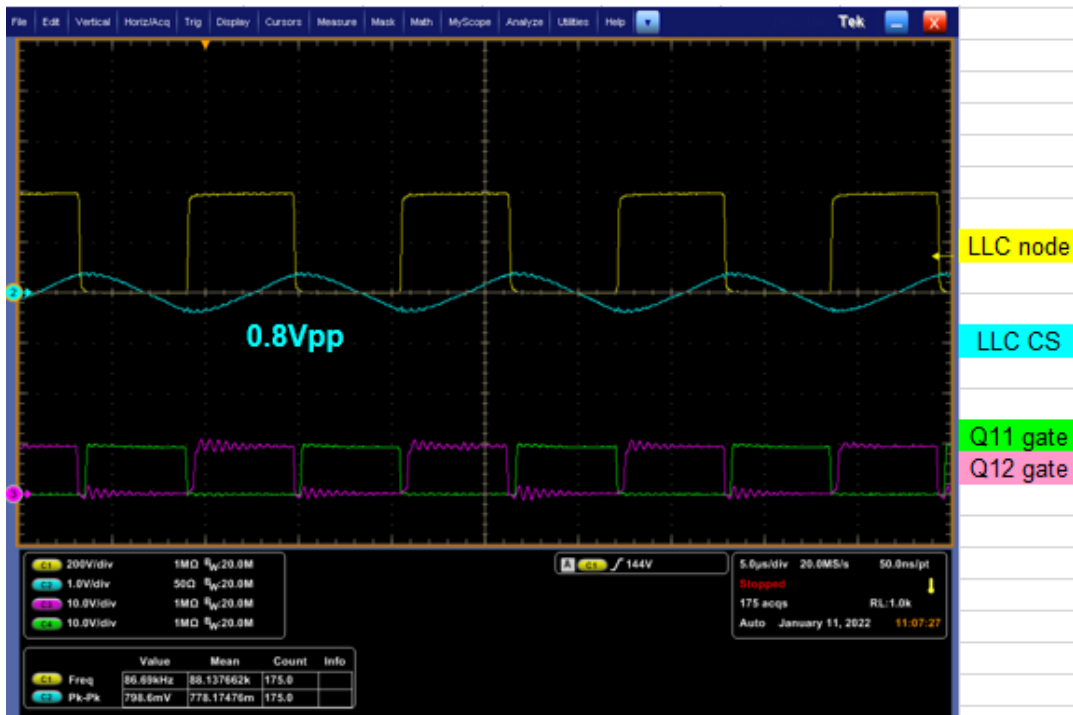 File Edit Vertical Horiz/Acq Trig Display Cursors Measure Mask Math MyScope Analyze Utilities Help Tek X
LLC node
2
0.8Vpp
LLC CS
Q11 gate
Q12 gate
3
C1 200V/div 1MΩ BW:20.0M
C2 1.0V/div 50Ω BW:20.0M
C3 10.0V/div 1MΩ BW:20.0M
C4 10.0V/div 1MΩ BW:20.0M
A C1 144V
5.0µs/div 20.0MS/s 50.0ns/pt
Stopped
175 acqs RL:1.0k
Auto January 11, 2022 11:07:27
Value Mean Count Info
C1 Freq 86.69kHz 88.137662k 175.0
C2 Pk-Pk 798.6mV 778.17476m 175.0